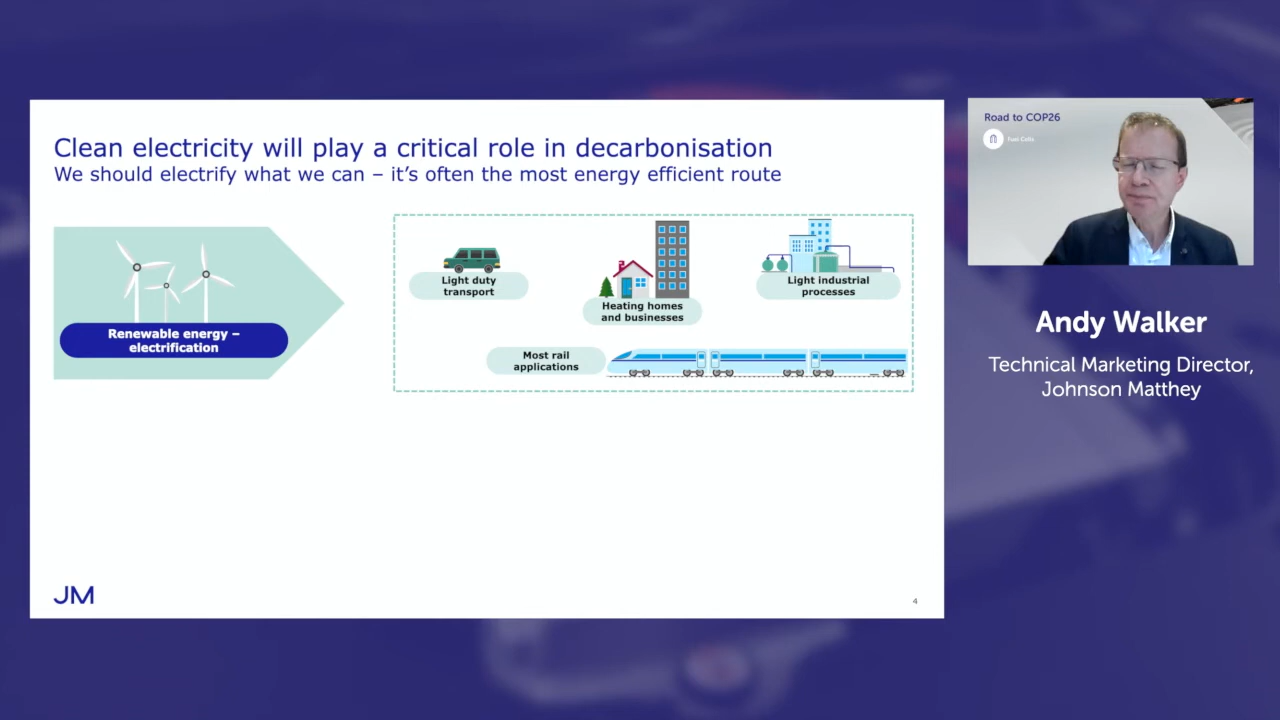 Clean electricity will play a critical role in decarbonisation
We should electrify what we can – it's often the most energy efficient route
Renewable energy –
electrification
Light duty
transport
Heating homes
and businesses
Light industrial
processes
Most rail
applications
JM
4
Road to COP26
Fuel Cells
Andy Walker
Technical Marketing Director,
Johnson Matthey